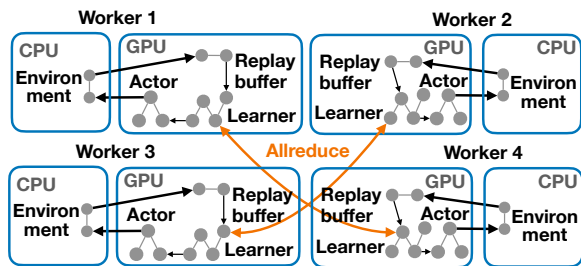 Worker 1
CPU
Environ
ment
GPU
Actor
Replay
buffer
Learner
Worker 2
GPU
Replay
buffer
Actor
Learner
CPU
Environ
ment
Allreduce
Worker 3
CPU
Environ
ment
GPU
Actor
Replay
buffer
Learner
Worker 4
GPU
Replay
buffer
Actor
Learner
CPU
Environ
ment